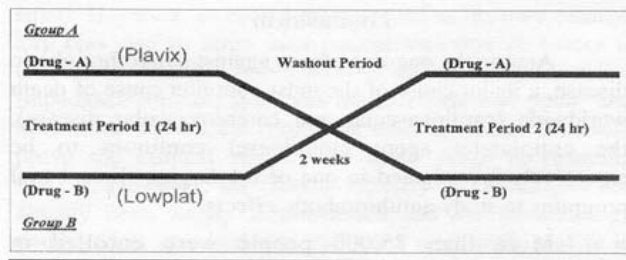 Group A
(Drug - A) (Plavix) Washout Period (Drug - A)
Treatment Period 1 (24 hr) Treatment Period 2 (24 hr)
2 weeks
(Drug - B) (Lowplat) (Drug - B)
Group B